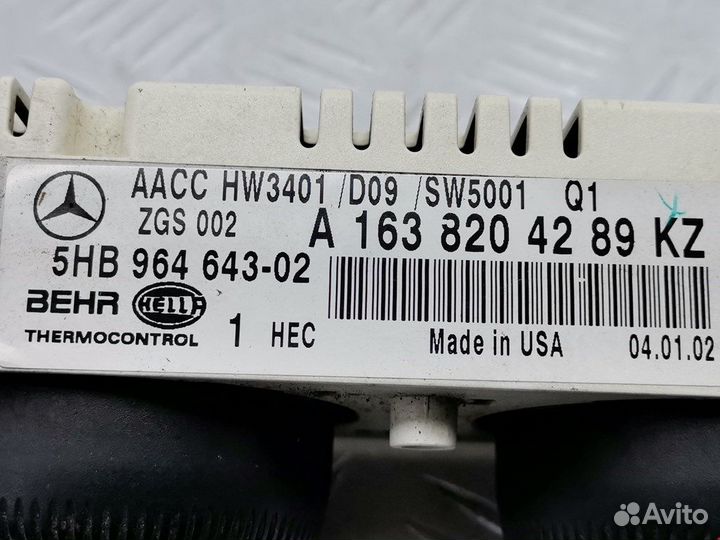 AACC HW3401 /D09 /SW5001 Q1
ZGS 002 A 163 820 42 89 KZ
5HB 964 643-02
BEHR HELLA
THERMOCONTROL 1 HEC Made in USA 04.01.02
Avito